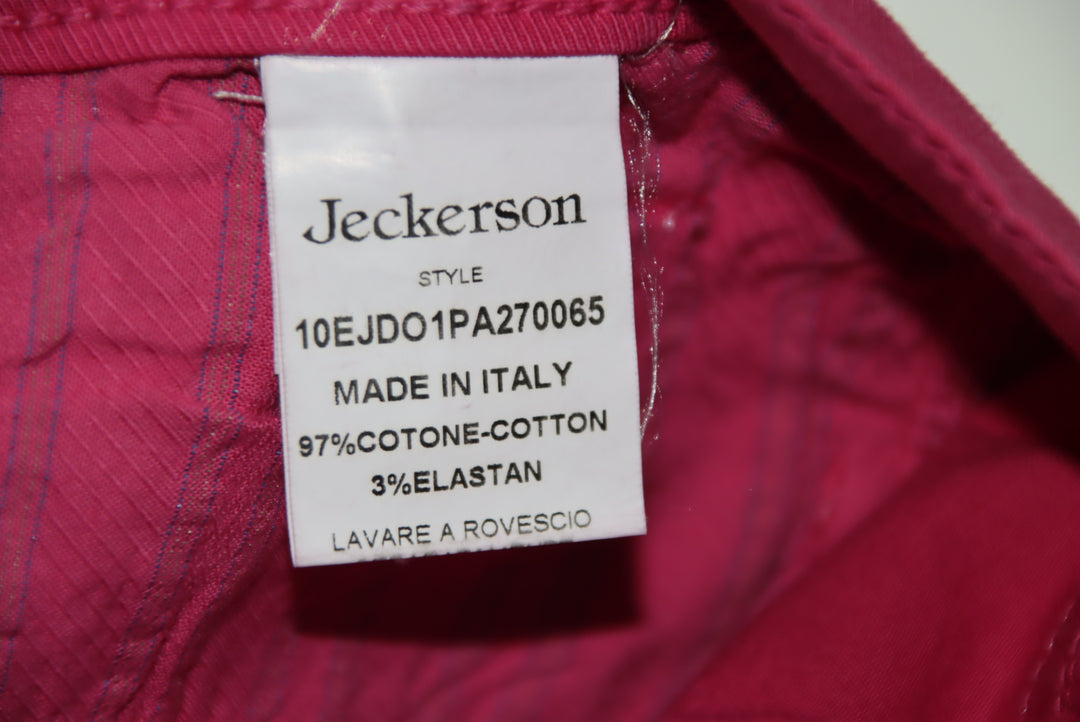 Jeckerson
STYLE
10EJDO1PA270065
MADE IN ITALY
97%COTONE-COTTON
3%ELASTAN
LAVARE A ROVESCIO